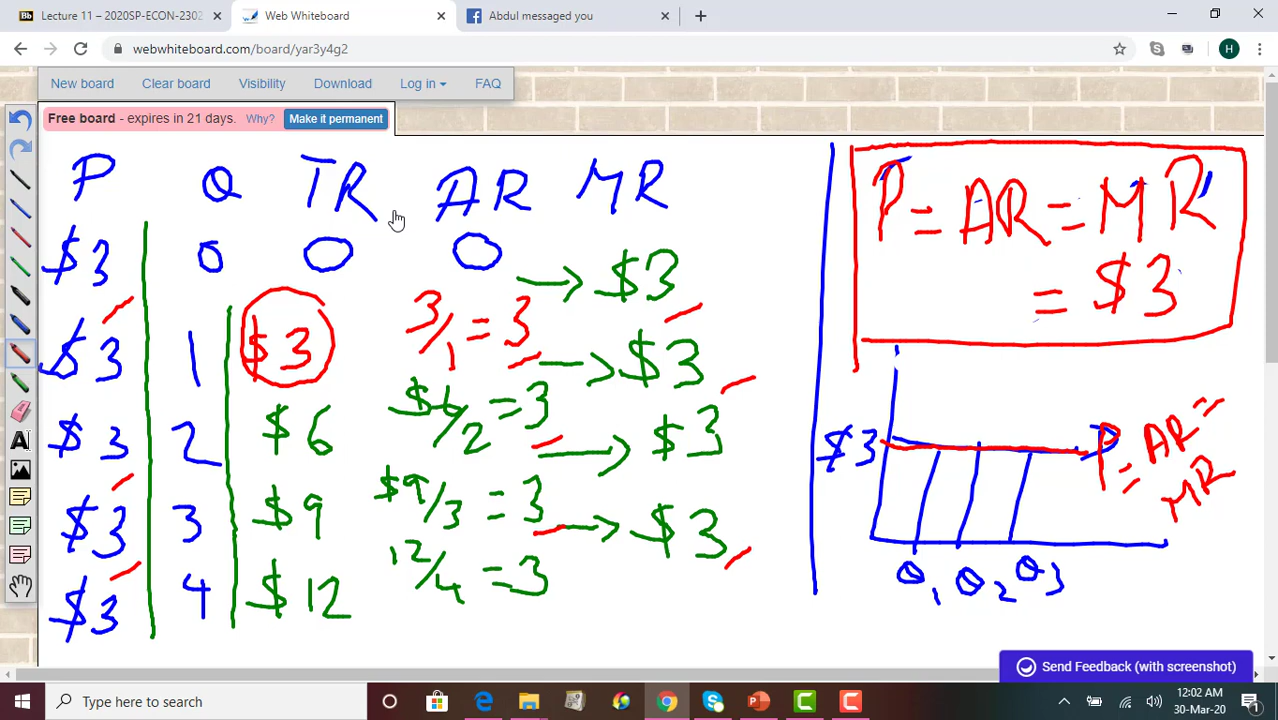 Lecture 11 – 2020SP-ECON-2302
Web Whiteboard
Abdul messaged you
webwhiteboard.com/board/yar3y4g2
H
New board
Clear board
Visibility
Download
Log in
FAQ
Free board - expires in 21 days.
Why?
Make it permanent
P Q TR AR MR
$3 0 0 0
→ $3
$3 1 $3 3/1 = 3
→ $3
$3 2 $6 $6/2 = 3
→ $3
$3 3 $9 $9/3 = 3
→ $3
$3 4 $12 12/4 = 3
P = AR = MR
= $3
$3
P = AR =
MR
Q1 Q2 Q3
A
Send Feedback (with screenshot)
Type here to search
12:02 AM
30-Mar-20